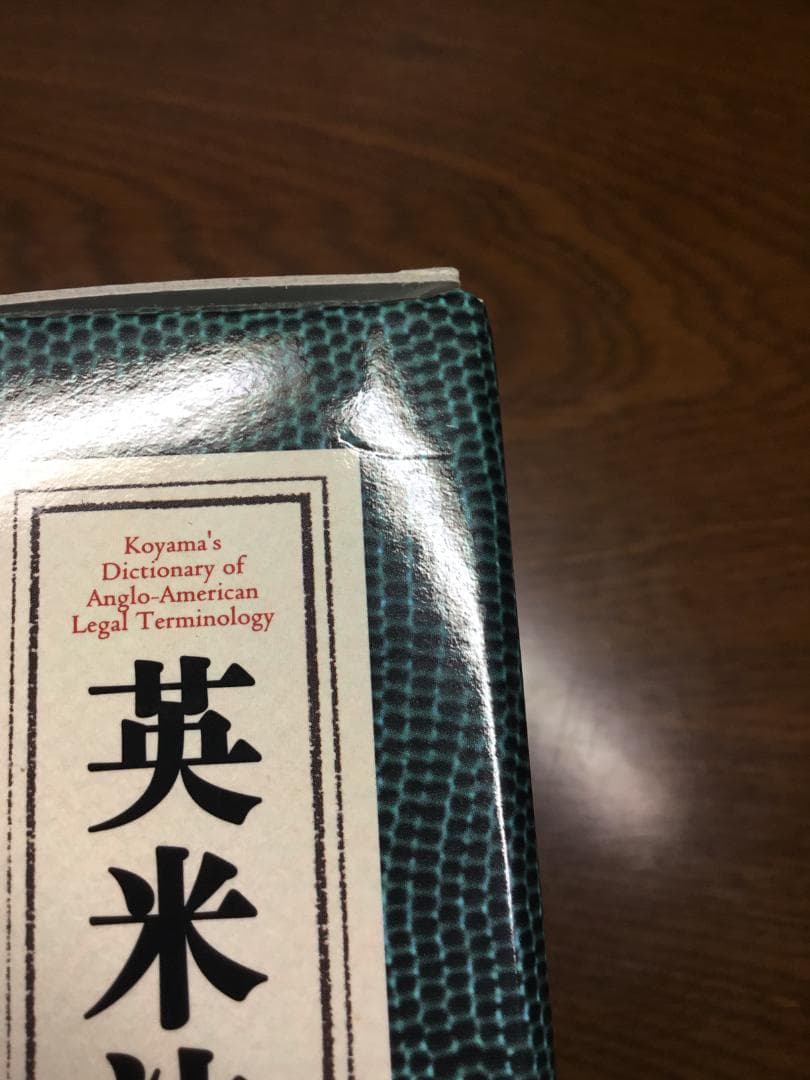 Koyama's
Dictionary of
Anglo-American
Legal Terminology
英米